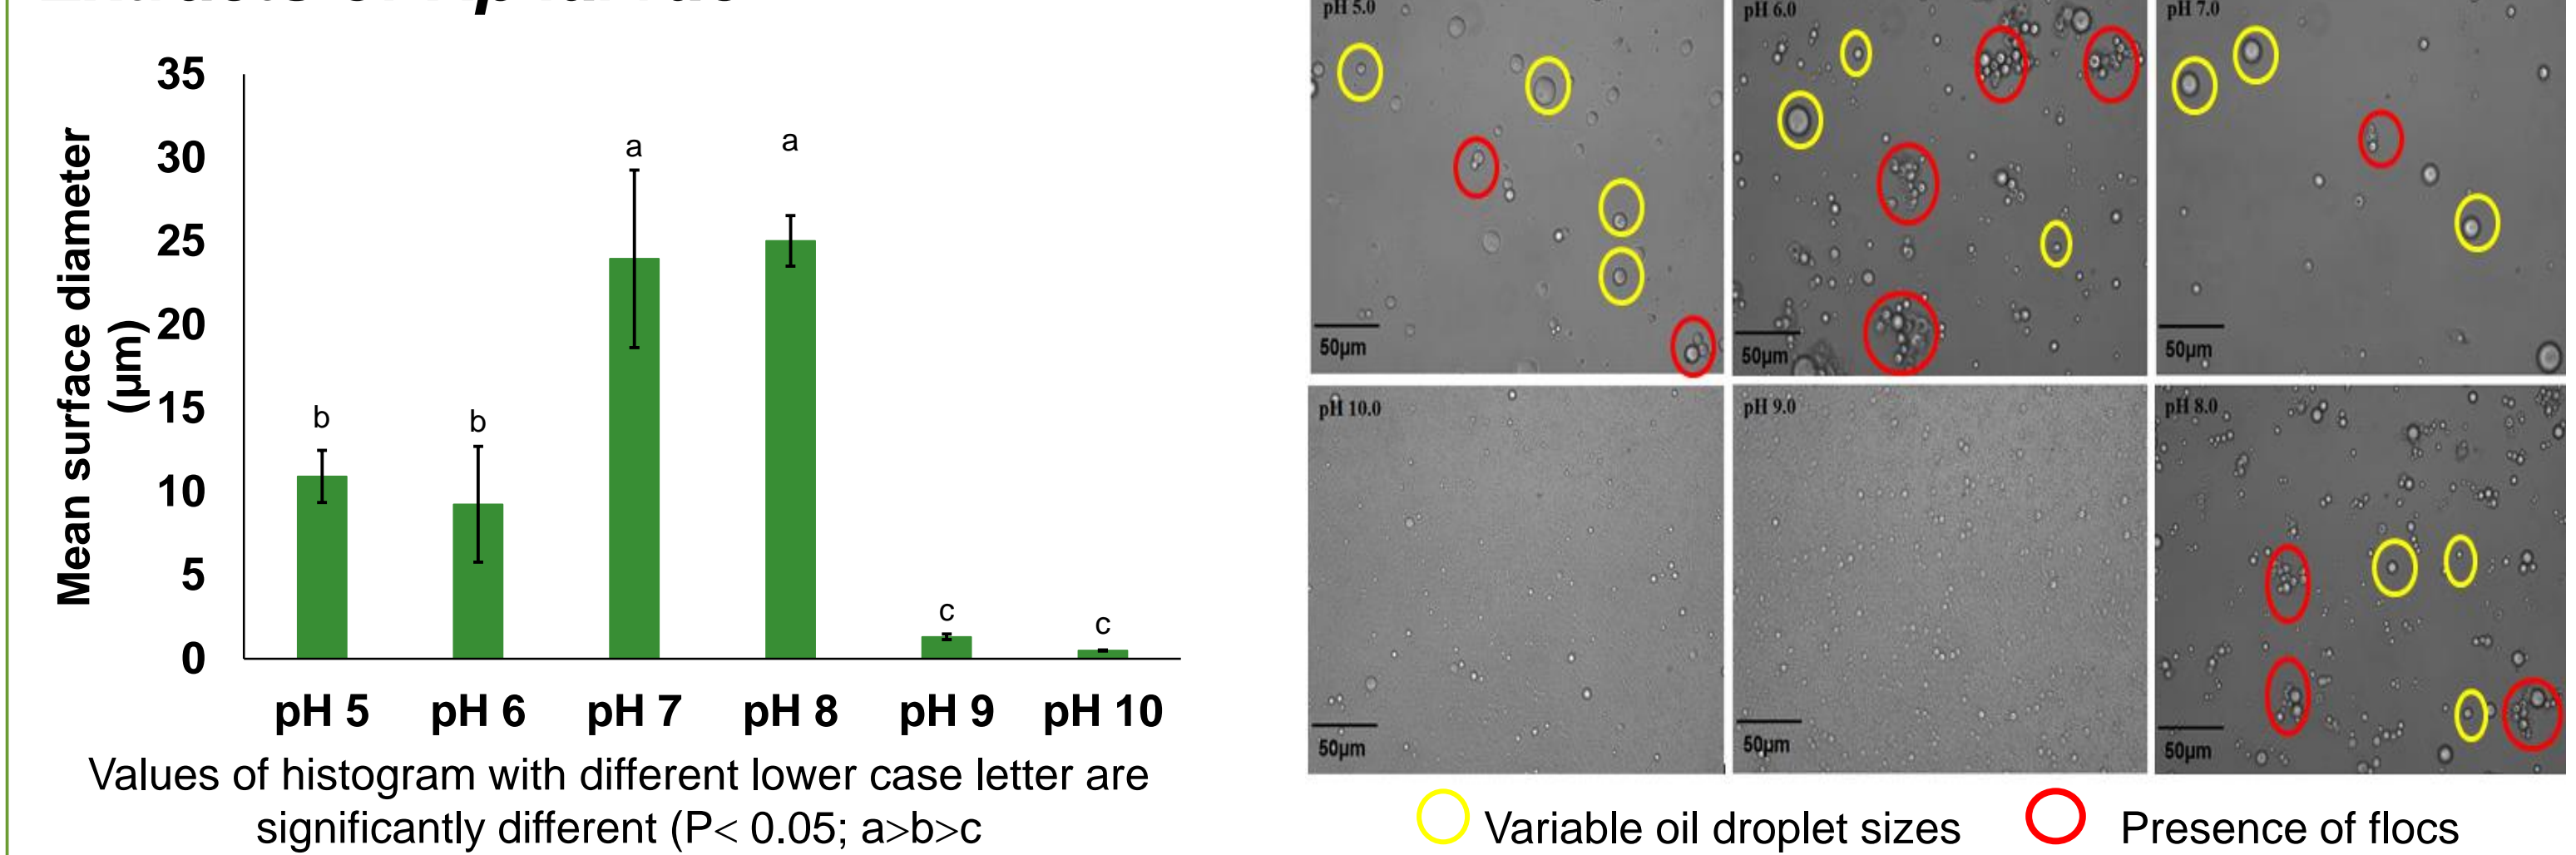 35
30
25
20
15
10
5
0
Mean surface diameter
(µm)
b
b
a
a
c
c
pH 5
pH 6
pH 7
pH 8
pH 9
pH 10
Values of histogram with different lower case letter are
significantly different (P< 0.05; a>b>c
pH 5.0
50µm
pH 6.0
50µm
pH 7.0
50µm
pH 10.0
50µm
pH 9.0
50µm
pH 8.0
50µm
Variable oil droplet sizes
Presence of flocs